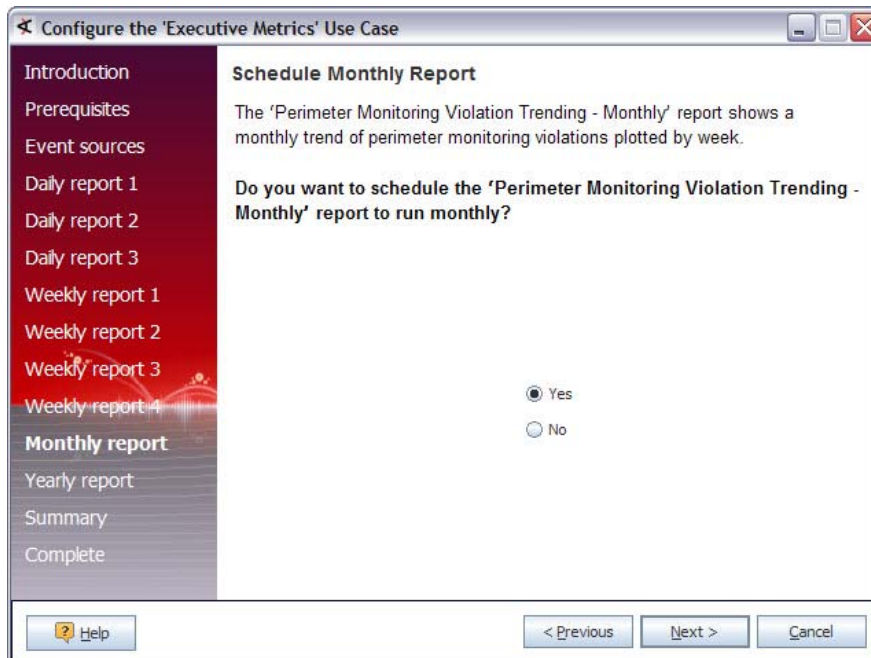 Configure the 'Executive Metrics' Use Case
Introduction
Prerequisites
Event sources
Daily report 1
Daily report 2
Daily report 3
Weekly report 1
Weekly report 2
Weekly report 3
Weekly report 4
Monthly report
Yearly report
Summary
Complete
Schedule Monthly Report
The ‘Perimeter Monitoring Violation Trending - Monthly’ report shows a
monthly trend of perimeter monitoring violations plotted by week.
Do you want to schedule the ‘Perimeter Monitoring Violation Trending -
Monthly’ report to run monthly?
Yes
No
Help
< Previous
Next >
Cancel